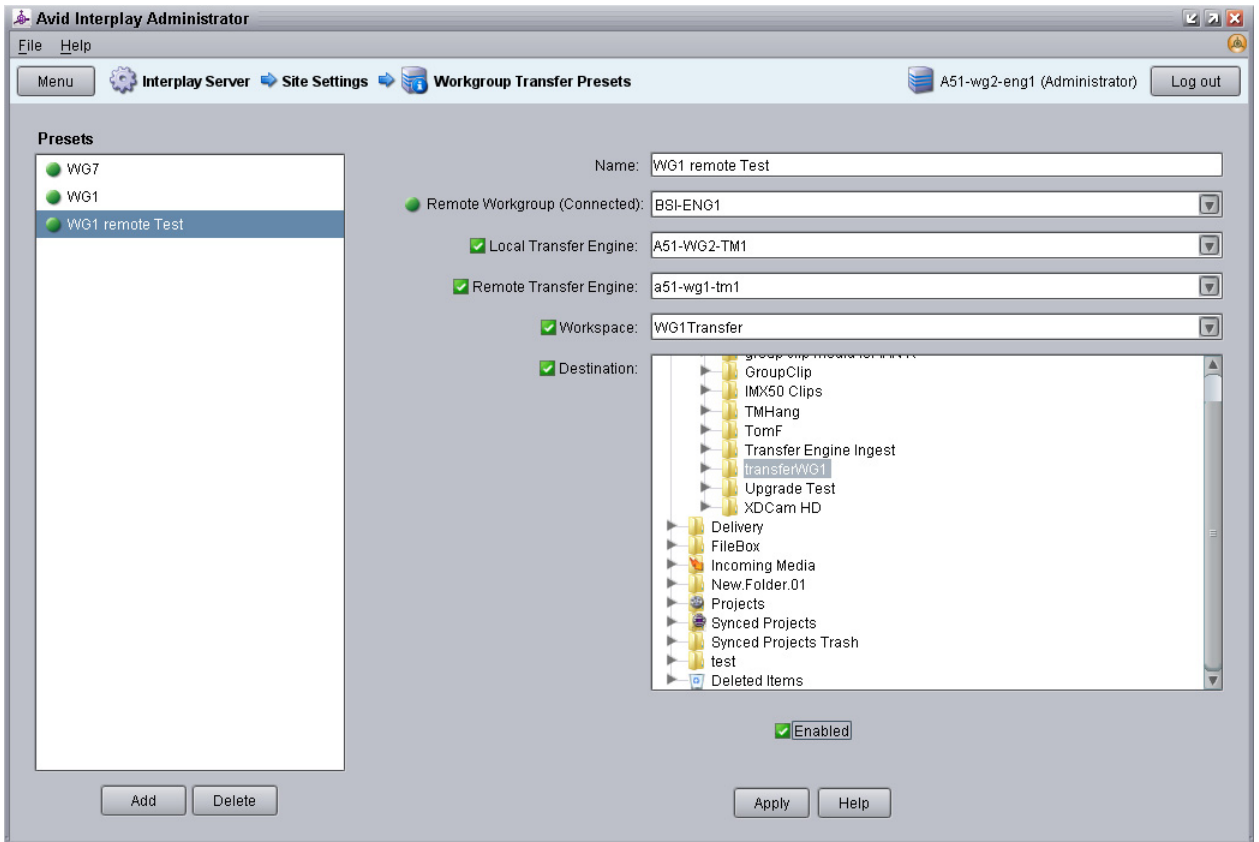 Avid Interplay Administrator
File Help
Menu Interplay Server Site Settings Workgroup Transfer Presets A51-wg2-eng1 (Administrator) Log out
Presets
WG7
WG1
WG1 remote Test
Name: WG1 remote Test
Remote Workgroup (Connected): BSI-ENG1
Local Transfer Engine: A51-WG2-TM1
Remote Transfer Engine: a51-wg1-tm1
Workspace: WG1Transfer
Destination:
GroupClip
IMX50 Clips
TMHang
TomF
Transfer Engine Ingest
transferWG1
Upgrade Test
XDCam HD
Delivery
FileBox
Incoming Media
New.Folder.01
Projects
Synced Projects
Synced Projects Trash
test
Deleted Items
Enabled
Add Delete
Apply Help